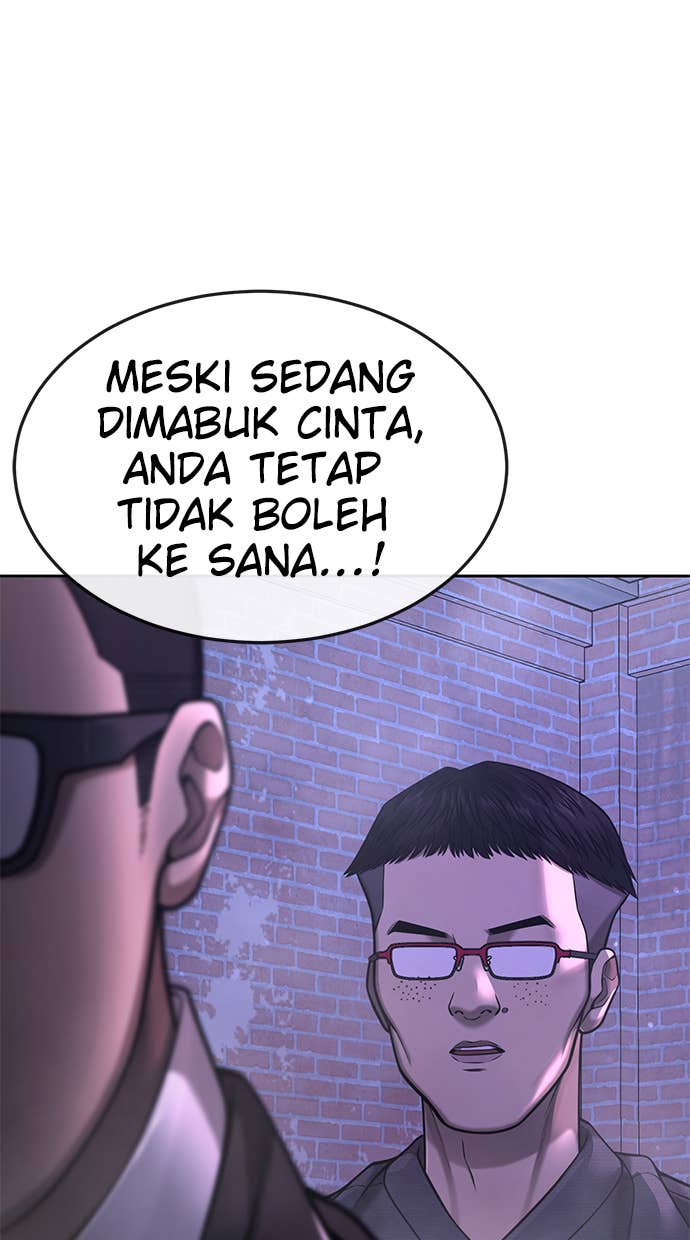 MESKI SEDANG
DIMABUK CINTA,
ANDA TETAP
TIDAK BOLEH
KE SANA...!